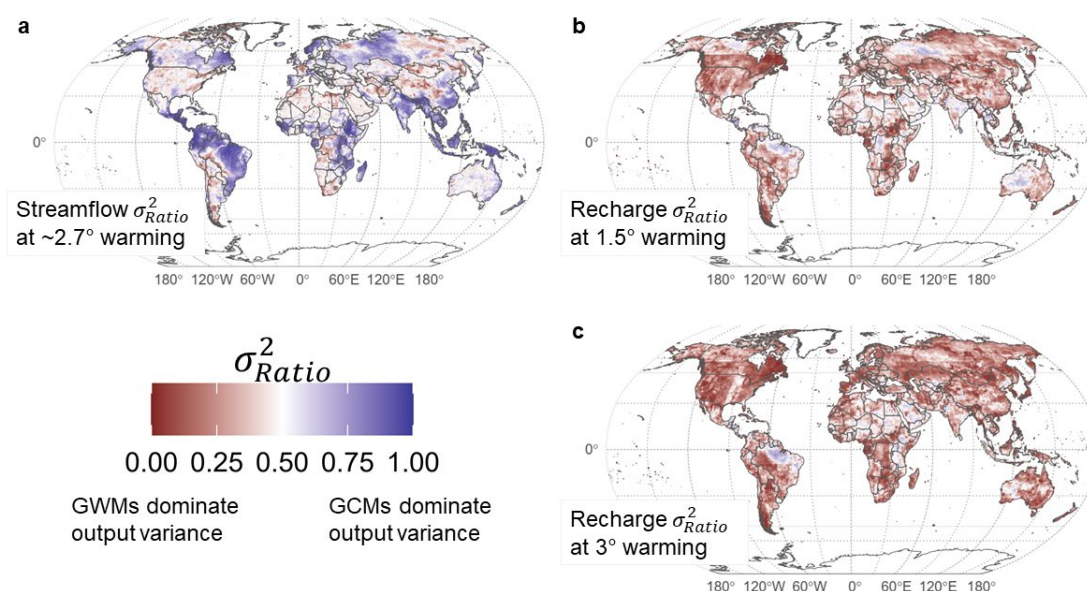 a
0°
Streamflow σ²Ratio
at ~2.7° warming
180° 120°W 60°W 0° 60°E 120°E 180°
b
0°
Recharge σ²Ratio
at 1.5° warming
180° 120°W 60°W 0° 60°E 120°E 180°
σ²Ratio
0.00 0.25 0.50 0.75 1.00
GWMs dominate
output variance
GCMs dominate
output variance
c
0°
Recharge σ²Ratio
at 3° warming
180° 120°W 60°W 0° 60°E 120°E 180°